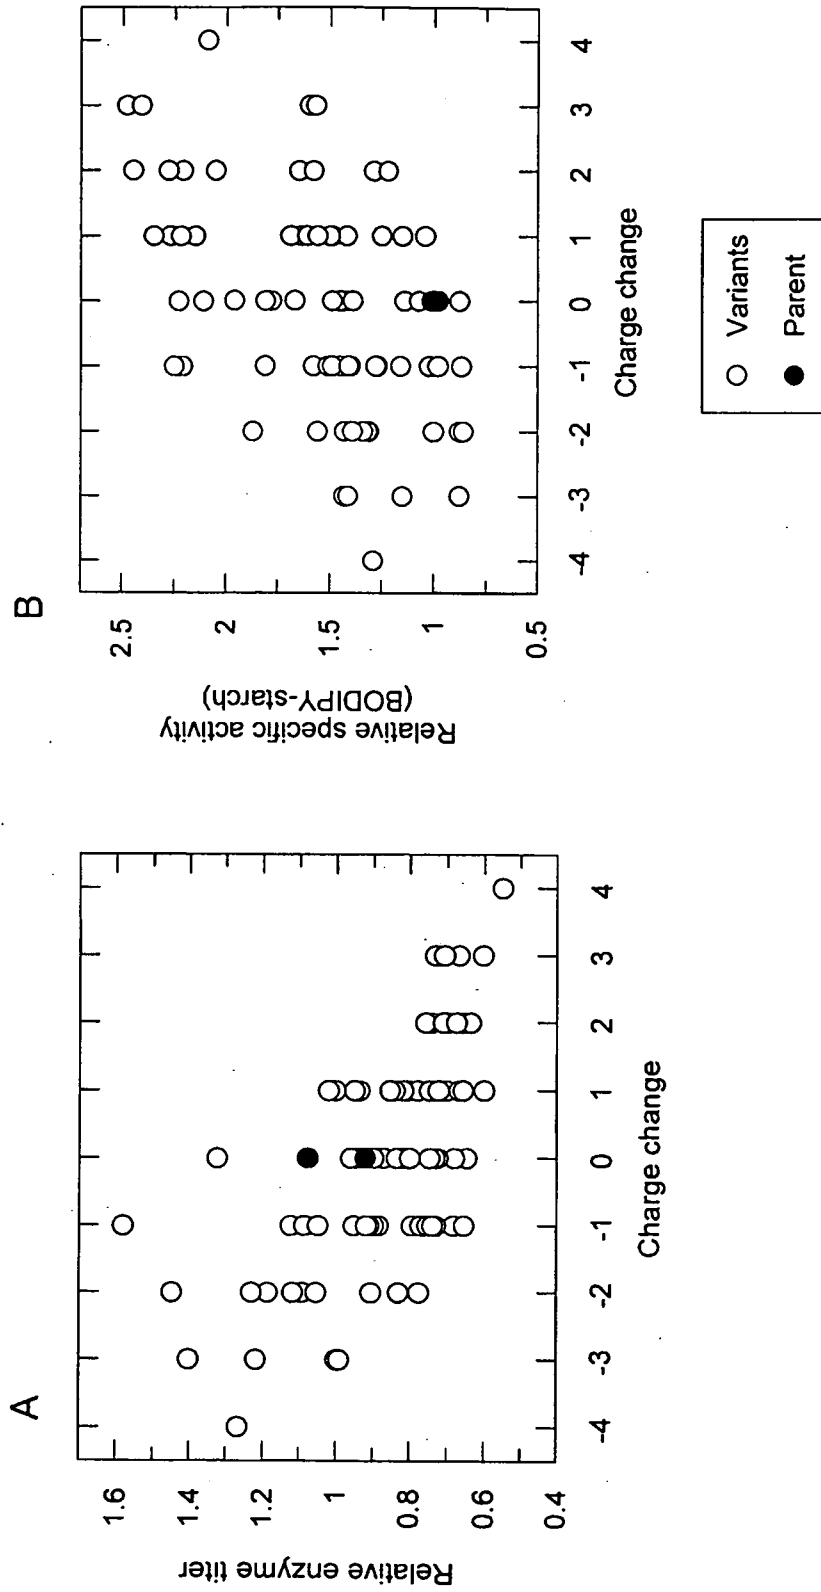 A
Relative enzyme titer
1.6
1.4
1.2
1
0.8
0.6
0.4
-4 -3 -2 -1 0 1 2 3 4
Charge change
B
Relative specific activity
(BODIPY-starch)
2.5
2
1.5
1
0.5
-4 -3 -2 -1 0 1 2 3 4
Charge change
Variants
Parent